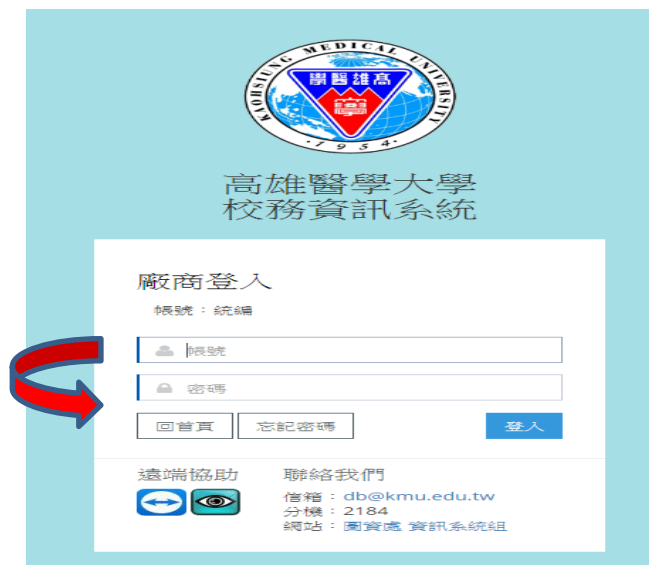 KAOHSIUNG MEDICAL UNIVERSITY
學醫雄高
·1954·
高雄醫學大學
校務資訊系統
廠商登入
帳號：統編
帳號
密碼
回首頁 忘記密碼 登入
遠端協助 聯絡我們
信箱：db@kmu.edu.tw
分機：2184
網站：圖資處 資訊系統組